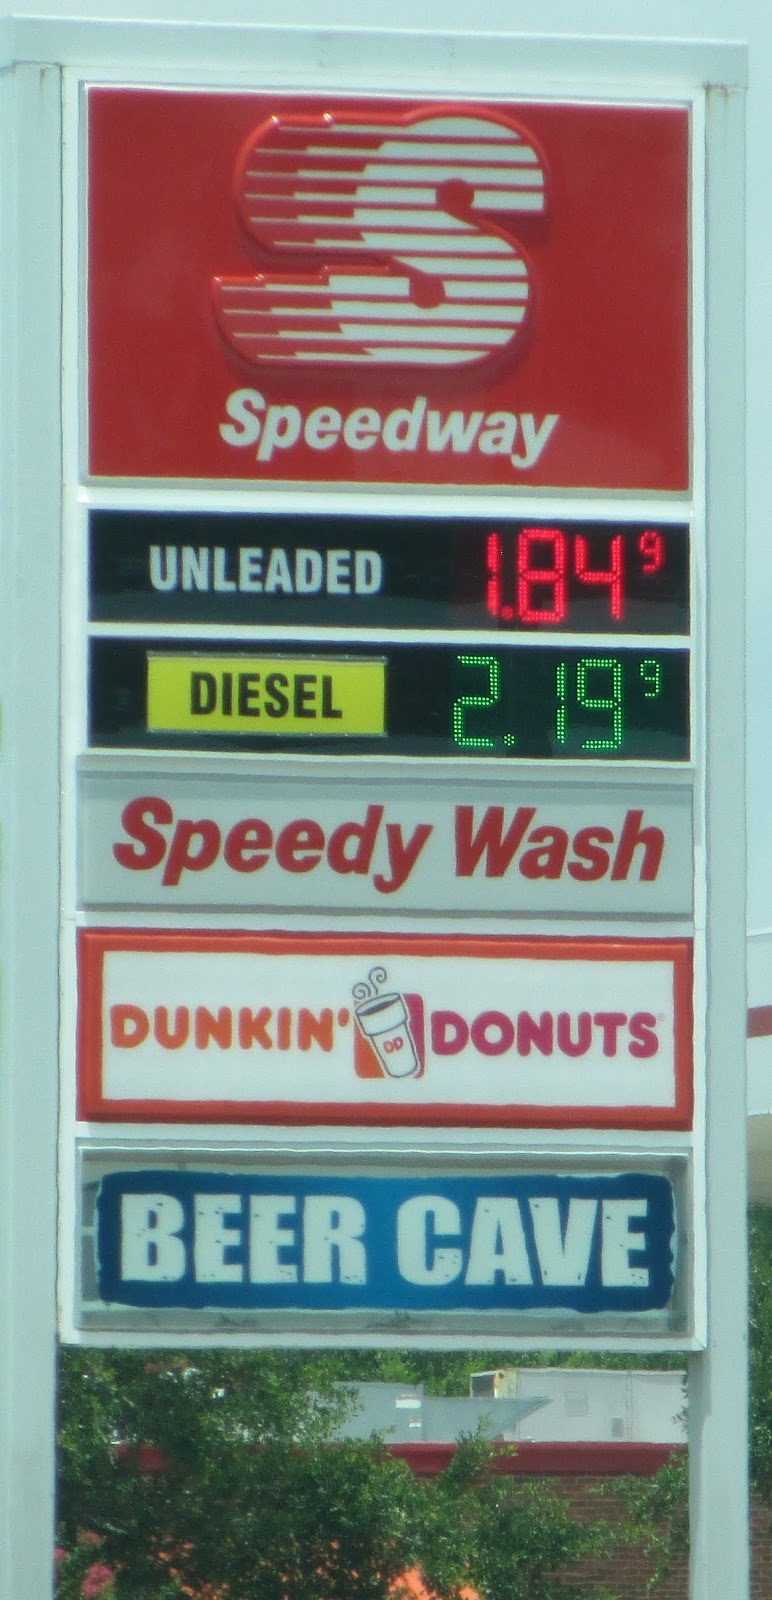 S
Speedway
UNLEADED 1.84 9
DIESEL 2.19 9
Speedy Wash
DUNKIN' DD DONUTS
BEER CAVE